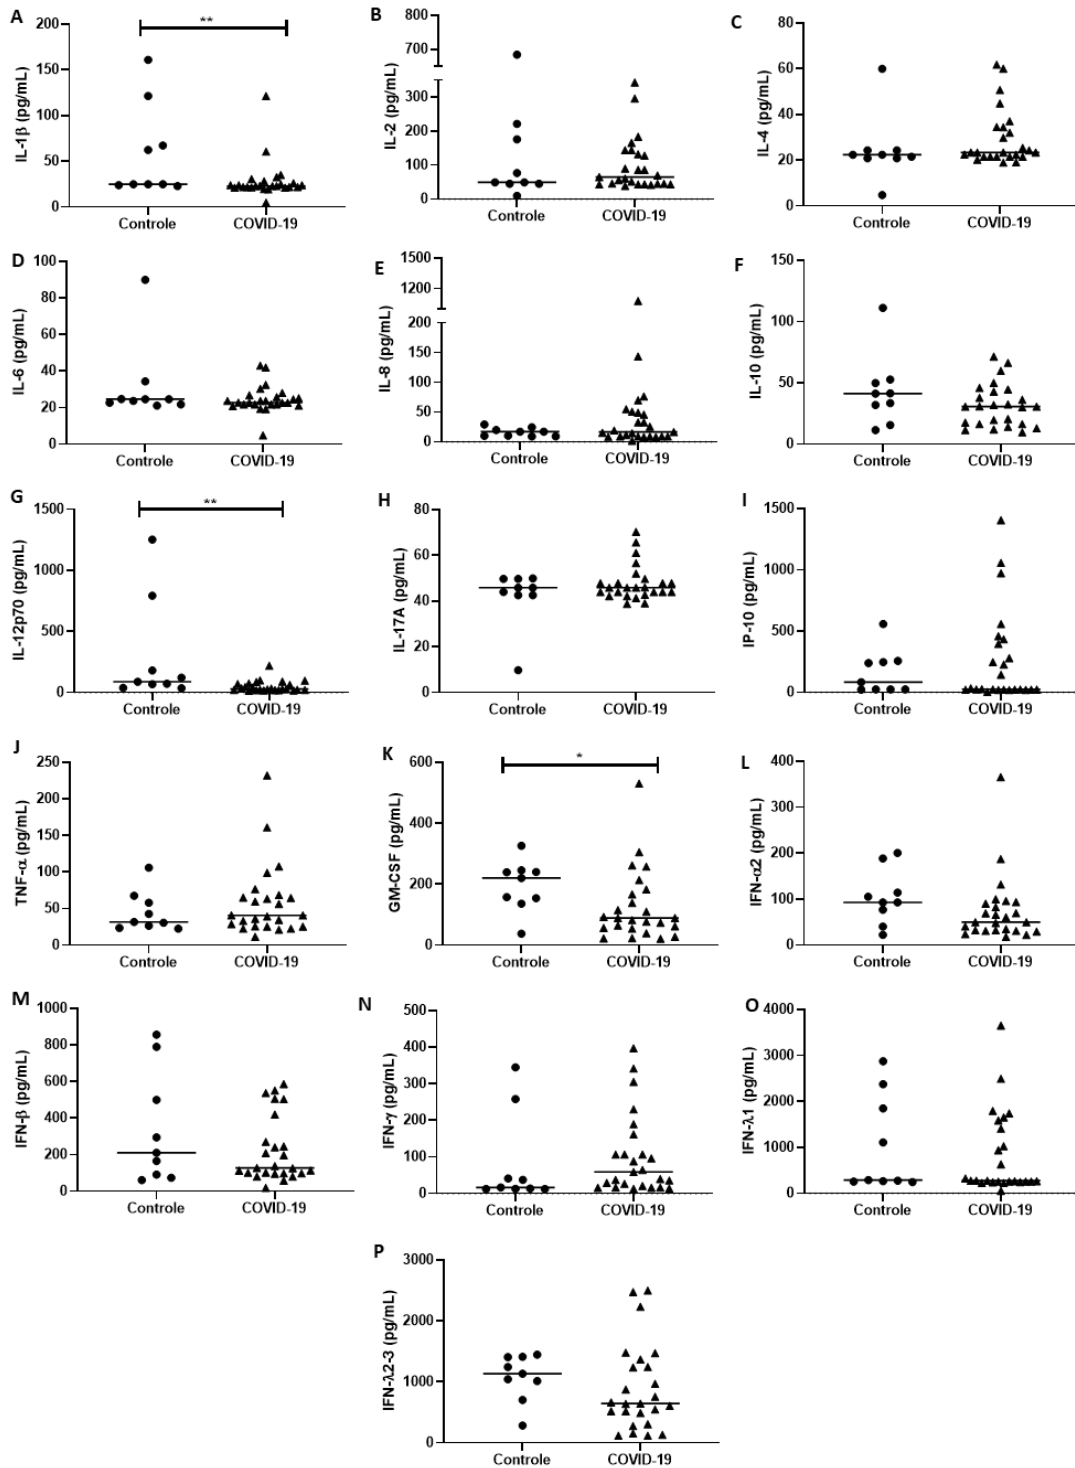 A
IL-1β (pg/mL)
200
150
100
50
0
**
Controle COVID-19
B
IL-2 (pg/mL)
800
700
300
200
100
0
Controle COVID-19
C
IL-4 (pg/mL)
80
60
40
20
0
Controle COVID-19
D
IL-6 (pg/mL)
100
80
60
40
20
0
Controle COVID-19
E
IL-8 (pg/mL)
1500
1200
200
150
100
50
0
Controle COVID-19
F
IL-10 (pg/mL)
150
100
50
0
Controle COVID-19
G
IL-12p70 (pg/mL)
1500
1000
500
0
**
Controle COVID-19
H
IL-17A (pg/mL)
80
60
40
20
0
Controle COVID-19
I
IP-10 (pg/mL)
1500
1000
500
0
Controle COVID-19
J
TNF-α (pg/mL)
250
200
150
100
50
0
Controle COVID-19
K
GM-CSF (pg/mL)
600
400
200
0
*
Controle COVID-19
L
IFN-α2 (pg/mL)
400
300
200
100
0
Controle COVID-19
M
IFN-β (pg/mL)
1000
800
600
400
200
0
Controle COVID-19
N
IFN-γ (pg/mL)
500
400
300
200
100
0
Controle COVID-19
O
IFN-λ1 (pg/mL)
4000
3000
2000
1000
0
Controle COVID-19
P
IFN-λ2-3 (pg/mL)
3000
2000
1000
0
Controle COVID-19